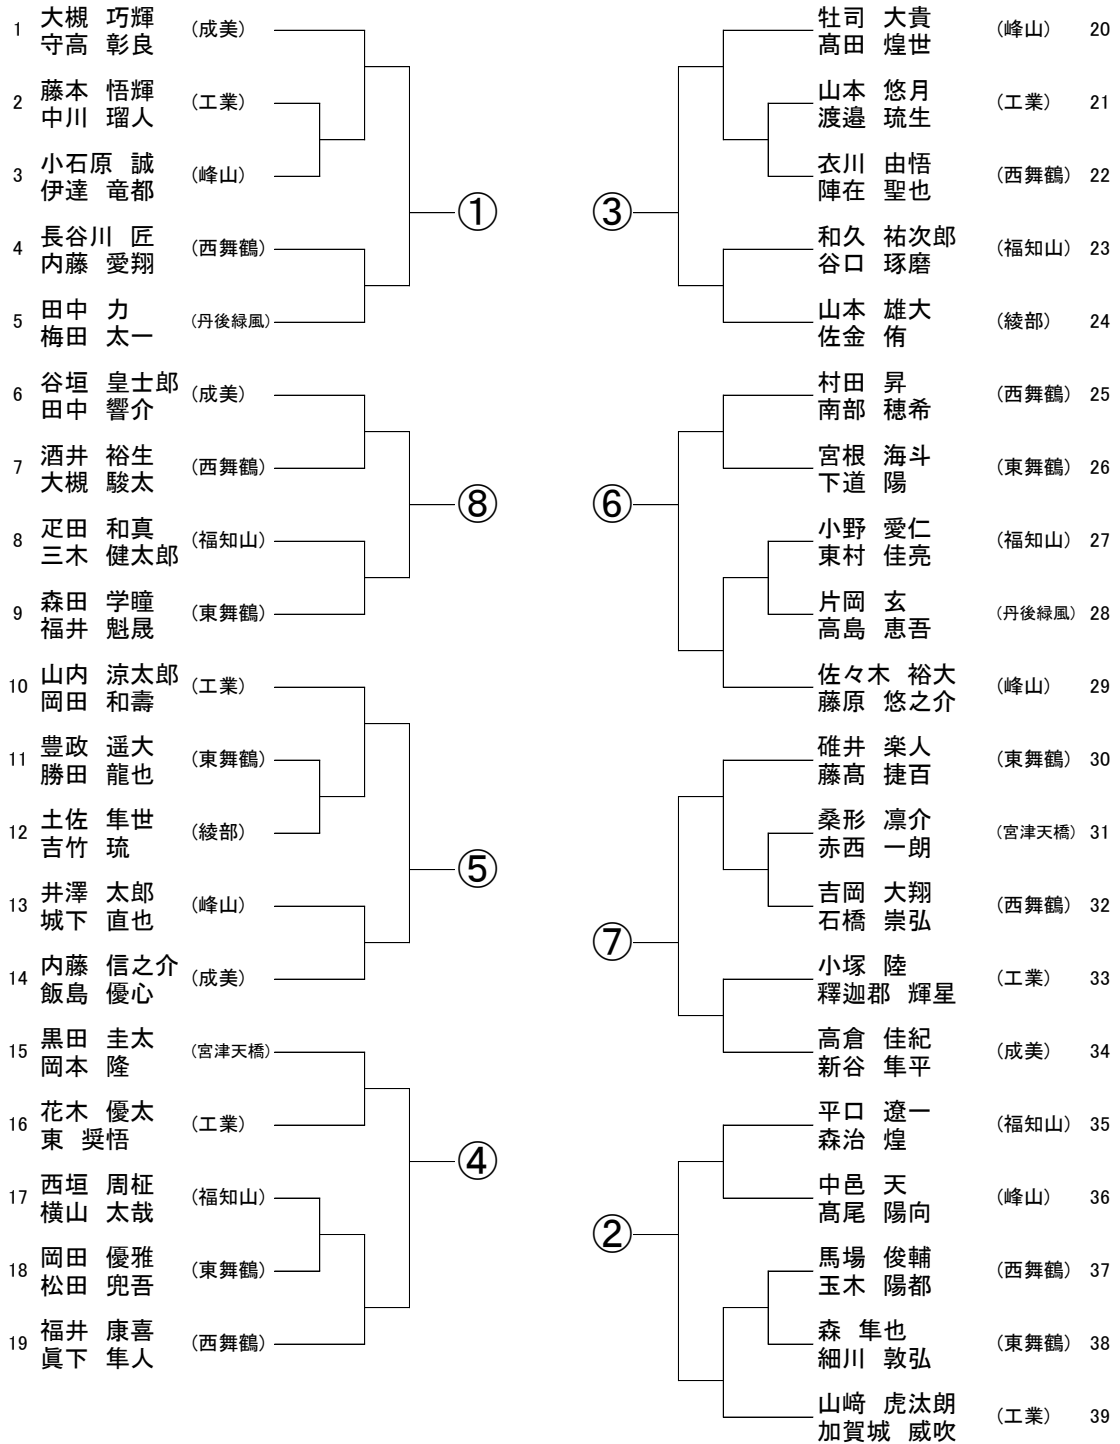 1 大槻 巧輝 (成美)
守高 彰良
2 藤本 悟輝 (工業)
中川 瑠人
3 小石原 誠 (峰山)
伊達 竜都
①
4 長谷川 匠 (西舞鶴)
内藤 愛翔
5 田中 力 (丹後緑風)
梅田 太一
6 谷垣 皇士郎 (成美)
田中 響介
7 酒井 裕生 (西舞鶴)
大槻 駿太
⑧
8 疋田 和真 (福知山)
三木 健太郎
9 森田 学瞳 (東舞鶴)
福井 魁晟
10 山内 涼太郎 (工業)
岡田 和壽
11 豊政 遥大 (東舞鶴)
勝田 龍也
12 土佐 隼世 (綾部)
吉竹 琉
⑤
13 井澤 太郎 (峰山)
城下 直也
14 内藤 信之介 (成美)
飯島 優心
15 黒田 圭太 (宮津天橋)
岡本 隆
16 花木 優太 (工業)
東 奨悟
④
17 西垣 周柾 (福知山)
横山 太哉
18 岡田 優雅 (東舞鶴)
松田 兜吾
19 福井 康喜 (西舞鶴)
眞下 隼人
牡司 大貴 (峰山) 20
髙田 煌世
山本 悠月 (工業) 21
渡邉 琉生
衣川 由悟 (西舞鶴) 22
陣在 聖也
③
和久 祐次郎 (福知山) 23
谷口 琢磨
山本 雄大 (綾部) 24
佐金 侑
村田 昇 (西舞鶴) 25
南部 穂希
宮根 海斗 (東舞鶴) 26
下道 陽
⑥
小野 愛仁 (福知山) 27
東村 佳亮
片岡 玄 (丹後緑風) 28
高島 恵吾
佐々木 裕大 (峰山) 29
藤原 悠之介
碓井 楽人 (東舞鶴) 30
藤髙 捷百
桑形 凛介 (宮津天橋) 31
赤西 一朗
吉岡 大翔 (西舞鶴) 32
石橋 崇弘
⑦
小塚 陸 (工業) 33
釋迦郡 輝星
高倉 佳紀 (成美) 34
新谷 隼平
平口 遼一 (福知山) 35
森治 煌
中邑 天 (峰山) 36
髙尾 陽向
②
馬場 俊輔 (西舞鶴) 37
玉木 陽都
森 隼也 (東舞鶴) 38
細川 敦弘
山﨑 虎汰朗 (工業) 39
加賀城 威吹